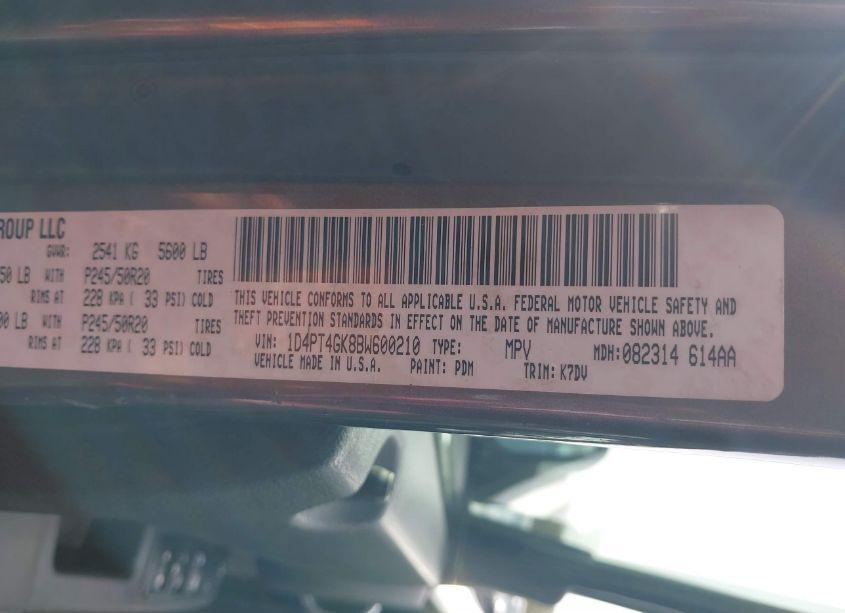 ROUP LLC
GVWR: 2541 KG 5600 LB
50 LB WITH P245/50R20 TIRES
RIMS AT 228 KPA ( 33 PSI) COLD
00 LB WITH P245/50R20 TIRES
RIMS AT 228 KPA ( 33 PSI) COLD
THIS VEHICLE CONFORMS TO ALL APPLICABLE U.S.A. FEDERAL MOTOR VEHICLE SAFETY AND
THEFT PREVENTION STANDARDS IN EFFECT ON THE DATE OF MANUFACTURE SHOWN ABOVE.
VIN: 1D4PT4GK8BW600210 TYPE: MPV MDH:082314 614AA
VEHICLE MADE IN U.S.A. PAINT: PDM TRIM: K7DV